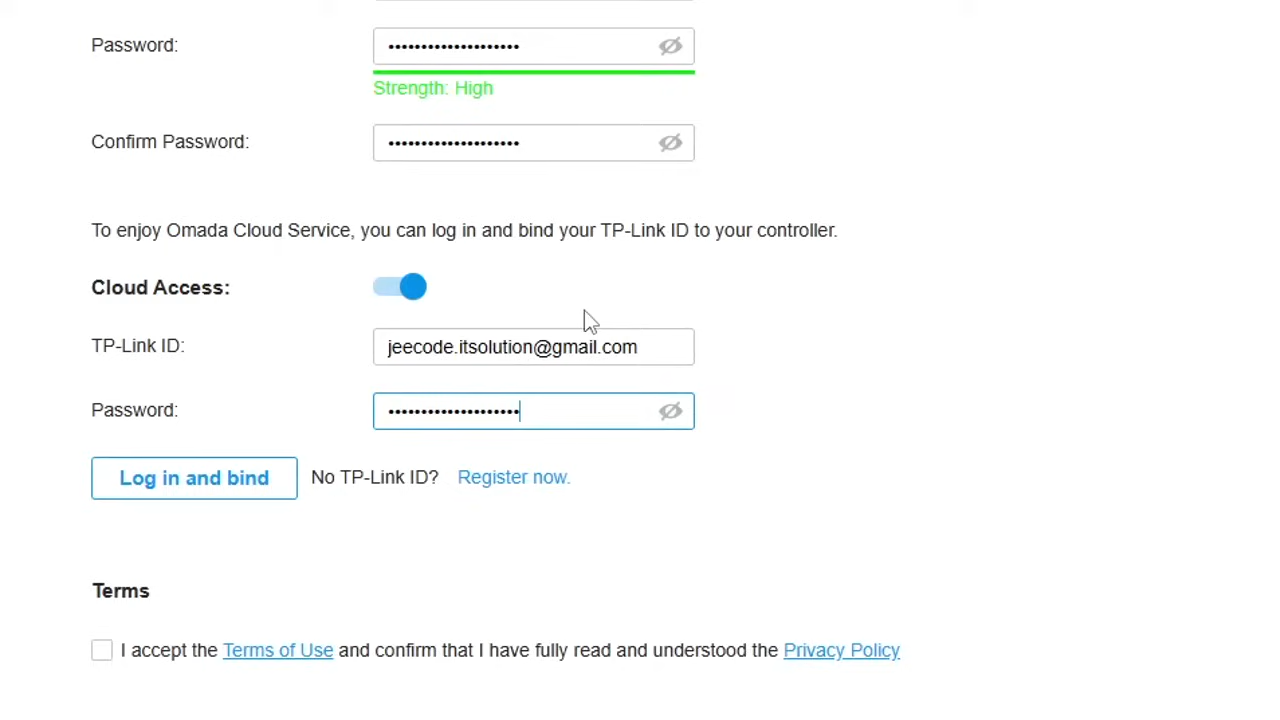 Password:
••••••••••••••••••••
Strength: High
Confirm Password:
••••••••••••••••••••
To enjoy Omada Cloud Service, you can log in and bind your TP-Link ID to your controller.
Cloud Access:
TP-Link ID:
jeecode.itsolution@gmail.com
Password:
••••••••••••••••••••
Log in and bind No TP-Link ID? Register now.
Terms
I accept the Terms of Use and confirm that I have fully read and understood the Privacy Policy